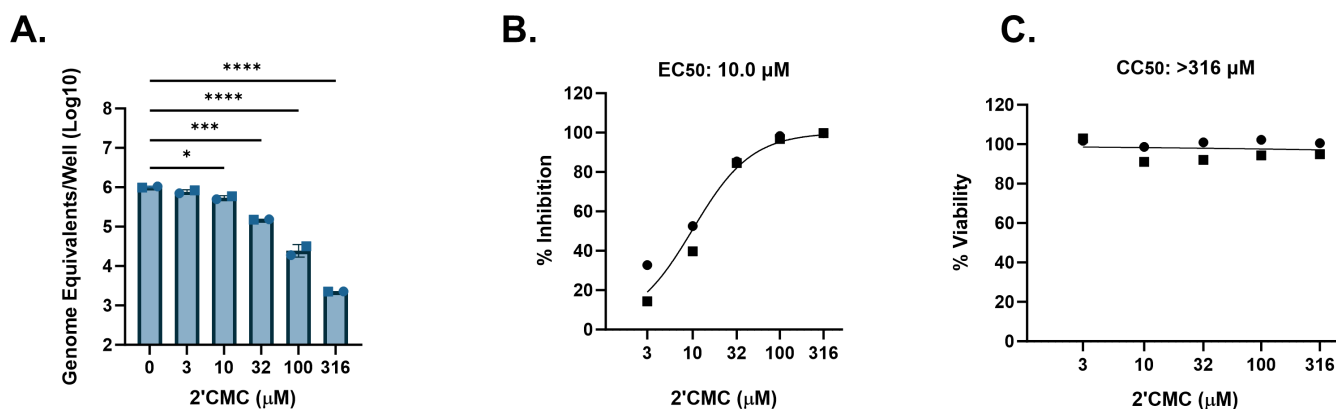 A.
B.
C.
EC50: 10.0 µM
CC50: >316 µM
Genome Equivalents/Well (Log10)
8
7
6
5
4
3
2
****
****
***
*
0 3 10 32 100 316
2'CMC (μM)
% Inhibition
120
100
80
60
40
20
0
3 10 32 100 316
2'CMC (μM)
% Viability
120
100
80
60
40
20
0
3 10 32 100 316
2'CMC (μM)